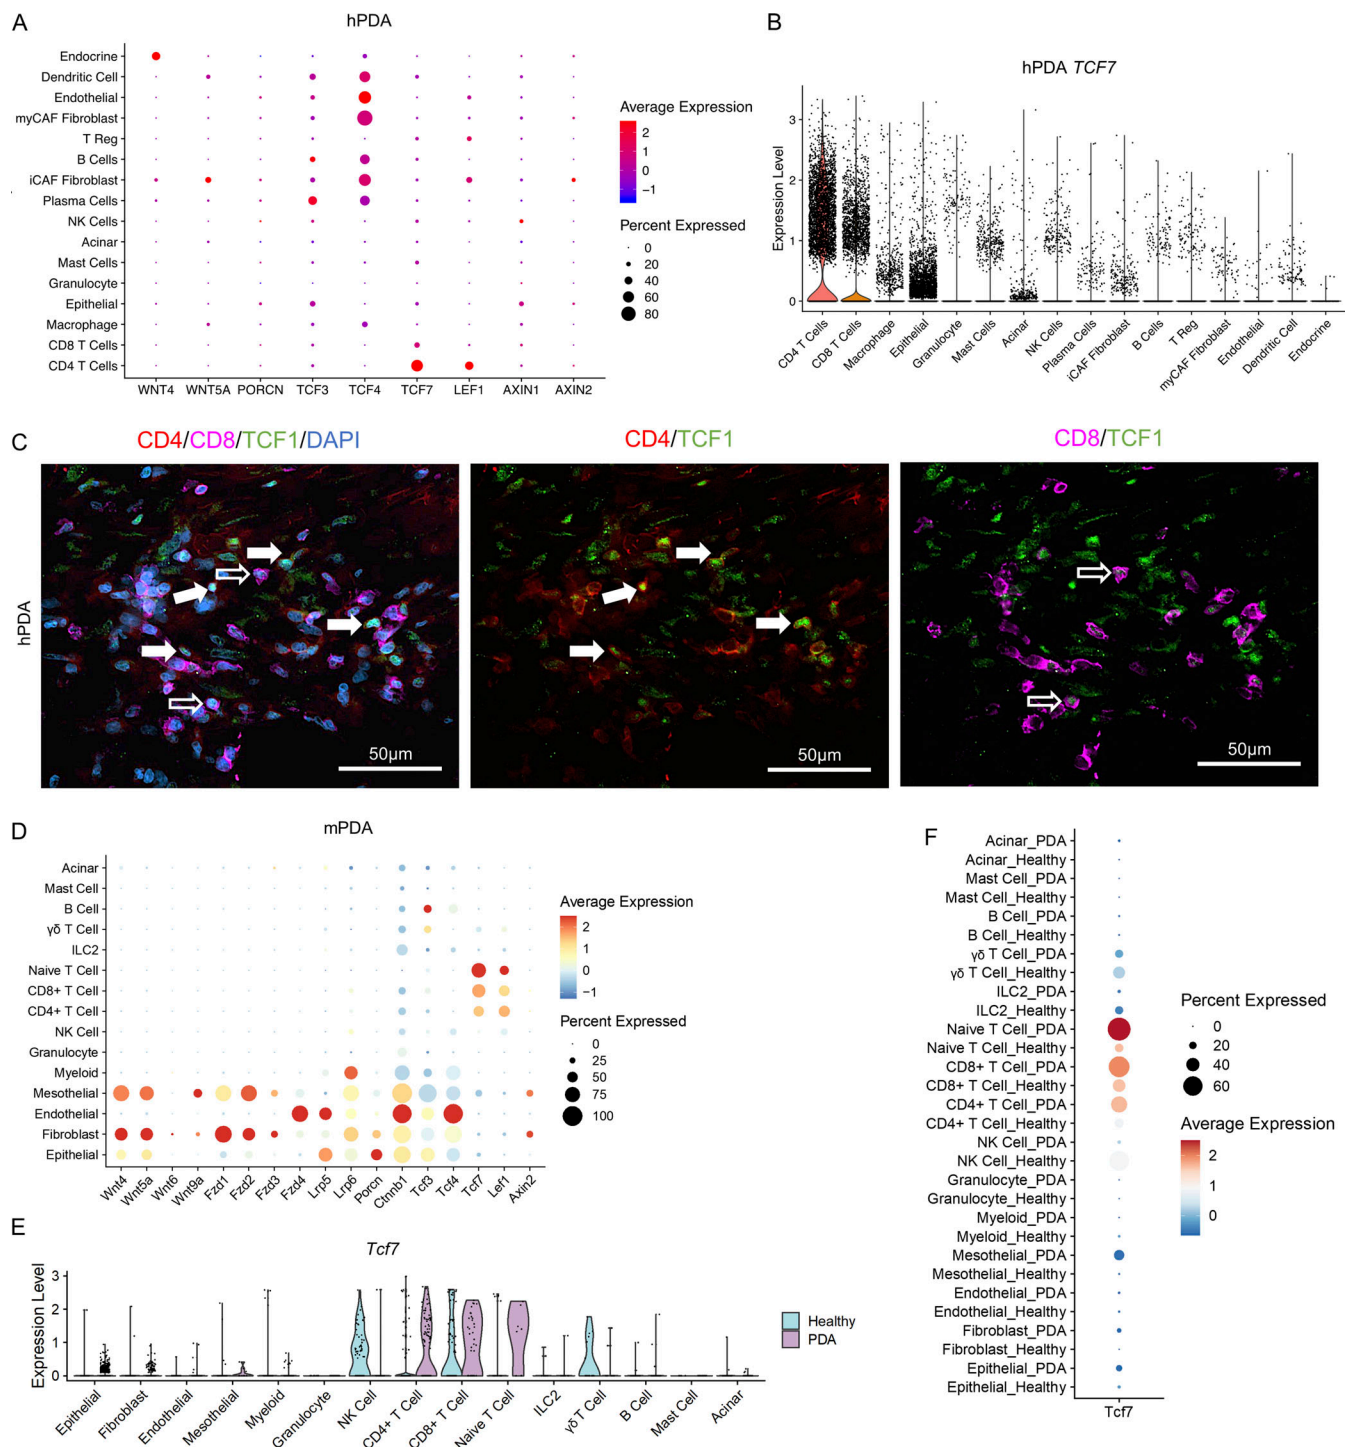 A
hPDA
Endocrine
Dendritic Cell
Endothelial
myCAF Fibroblast
T Reg
B Cells
iCAF Fibroblast
Plasma Cells
NK Cells
Acinar
Mast Cells
Granulocyte
Epithelial
Macrophage
CD8 T Cells
CD4 T Cells
WNT4 WNT5A PORCN TCF3 TCF4 TCF7 LEF1 AXIN1 AXIN2
Average Expression
2
1
0
−1
Percent Expressed
0
20
40
60
80
B
hPDA TCF7
Expression Level
3
2
1
0
CD4 T Cells
CD8 T Cells
Macrophage
Epithelial
Granulocyte
Mast Cells
Acinar
NK Cells
Plasma Cells
iCAF Fibroblast
B Cells
T Reg
myCAF Fibroblast
Endothelial
Dendritic Cell
Endocrine
C
CD4/CD8/TCF1/DAPI
CD4/TCF1
CD8/TCF1
hPDA
50μm
50μm
50μm
D
mPDA
Acinar
Mast Cell
B Cell
γδ T Cell
ILC2
Naive T Cell
CD8+ T Cell
CD4+ T Cell
NK Cell
Granulocyte
Myeloid
Mesothelial
Endothelial
Fibroblast
Epithelial
Wnt4
Wnt5a
Wnt6
Wnt9a
Fzd1
Fzd2
Fzd3
Fzd4
Lrp5
Lrp6
Porcn
Ctnnb1
Tcf3
Tcf4
Tcf7
Lef1
Axin2
Average Expression
2
1
0
−1
Percent Expressed
0
25
50
75
100
E
Tcf7
Expression Level
3
2
1
0
Epithelial
Fibroblast
Endothelial
Mesothelial
Myeloid
Granulocyte
NK Cell
CD4+ T Cell
CD8+ T Cell
Naive T Cell
ILC2
γδ T Cell
B Cell
Mast Cell
Acinar
Healthy
PDA
F
Acinar_PDA
Acinar_Healthy
Mast Cell_PDA
Mast Cell_Healthy
B Cell_PDA
B Cell_Healthy
γδ T Cell_PDA
γδ T Cell_Healthy
ILC2_PDA
ILC2_Healthy
Naive T Cell_PDA
Naive T Cell_Healthy
CD8+ T Cell_PDA
CD8+ T Cell_Healthy
CD4+ T Cell_PDA
CD4+ T Cell_Healthy
NK Cell_PDA
NK Cell_Healthy
Granulocyte_PDA
Granulocyte_Healthy
Myeloid_PDA
Myeloid_Healthy
Mesothelial_PDA
Mesothelial_Healthy
Endothelial_PDA
Endothelial_Healthy
Fibroblast_PDA
Fibroblast_Healthy
Epithelial_PDA
Epithelial_Healthy
Tcf7
Percent Expressed
0
20
40
60
Average Expression
2
1
0